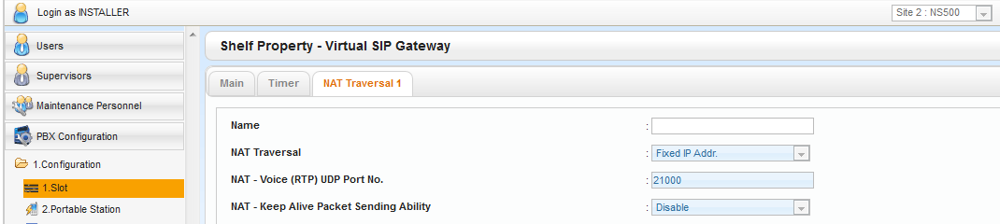 Login as INSTALLER
Site 2 : NS500
Users
Supervisors
Maintenance Personnel
PBX Configuration
1.Configuration
1.Slot
2.Portable Station
Shelf Property - Virtual SIP Gateway
Main Timer NAT Traversal 1
Name :
NAT Traversal : Fixed IP Addr.
NAT - Voice (RTP) UDP Port No. : 21000
NAT - Keep Alive Packet Sending Ability : Disable